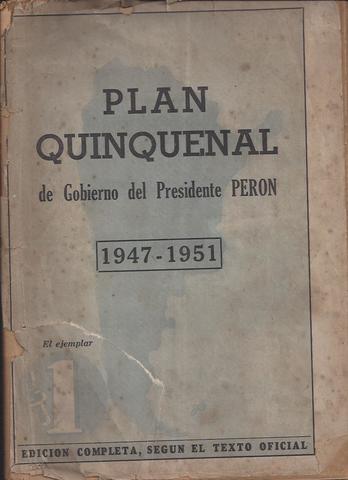 PLAN
QUINQUENAL
de Gobierno del Presidente PERON
1947-1951
El ejemplar
$1
EDICION COMPLETA, SEGUN EL TEXTO OFICIAL